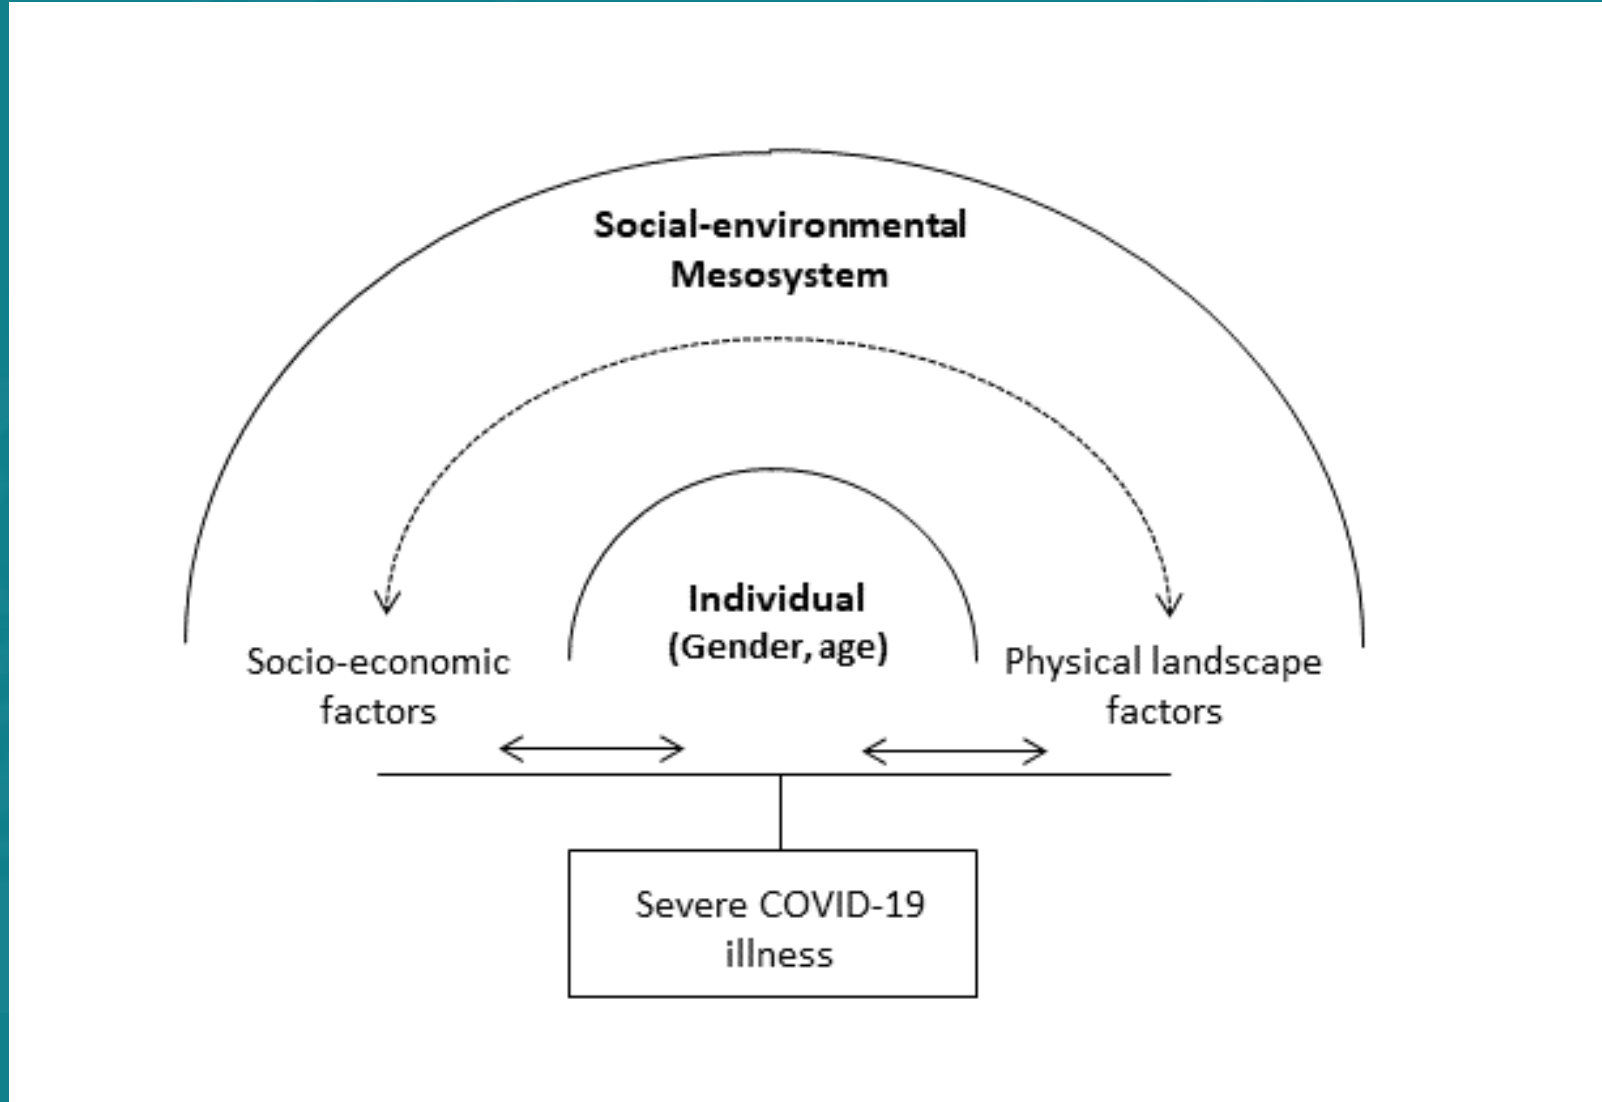 Social-environmental
Mesosystem
Individual
(Gender, age)
Socio-economic
factors
Physical landscape
factors
Severe COVID-19
illness